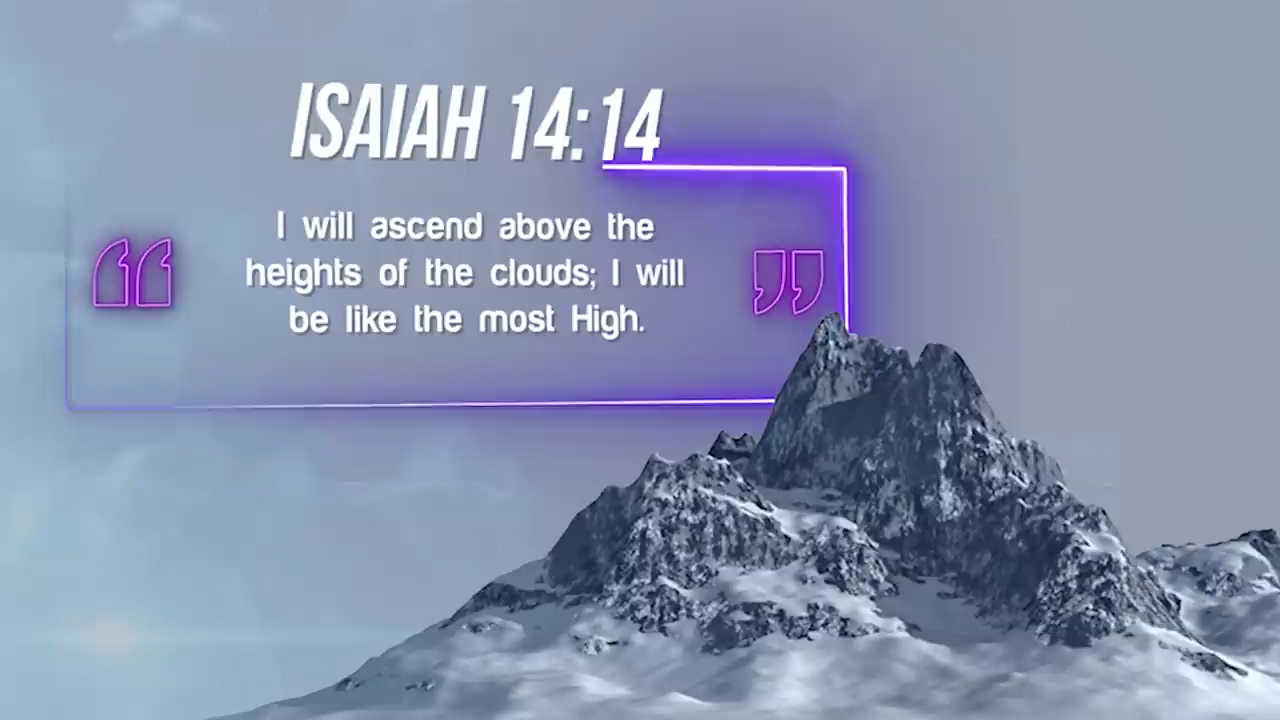 ISAIAH 14:14
I will ascend above the
heights of the clouds; I will
be like the most High.